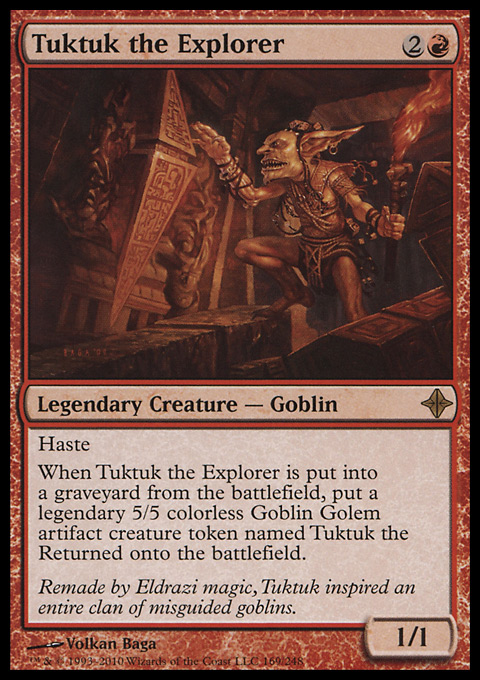 Tuktuk the Explorer 2
Legendary Creature — Goblin
Haste
When Tuktuk the Explorer is put into
a graveyard from the battlefield, put a
legendary 5/5 colorless Goblin Golem
artifact creature token named Tuktuk the
Returned onto the battlefield.
Remade by Eldrazi magic, Tuktuk inspired an
entire clan of misguided goblins.
1/1
Volkan Baga
™ & © 1993–2010 Wizards of the Coast LLC 169/248